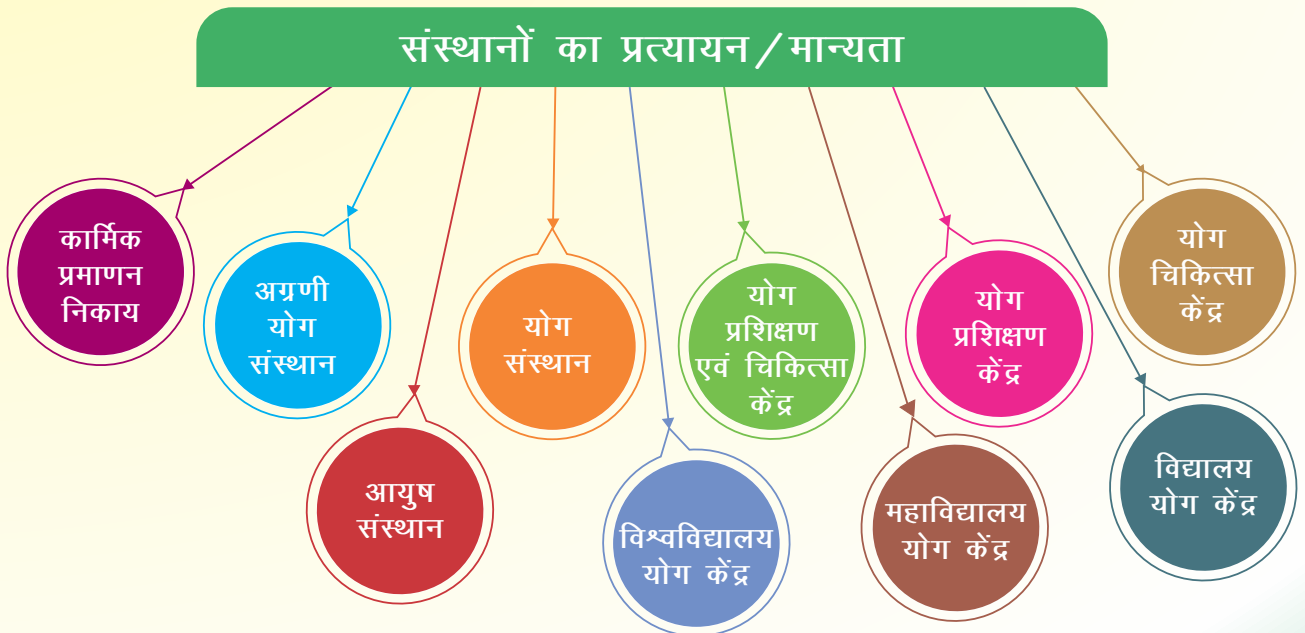 संस्थानों का प्रत्यायन/मान्यता
कार्मिक
प्रमाणन
निकाय
अग्रणी
योग
संस्थान
आयुष
संस्थान
योग
संस्थान
विश्वविद्यालय
योग केंद्र
योग
प्रशिक्षण
एवं चिकित्सा
केंद्र
महाविद्यालय
योग केंद्र
योग
प्रशिक्षण
केंद्र
विद्यालय
योग केंद्र
योग
चिकित्सा
केंद्र